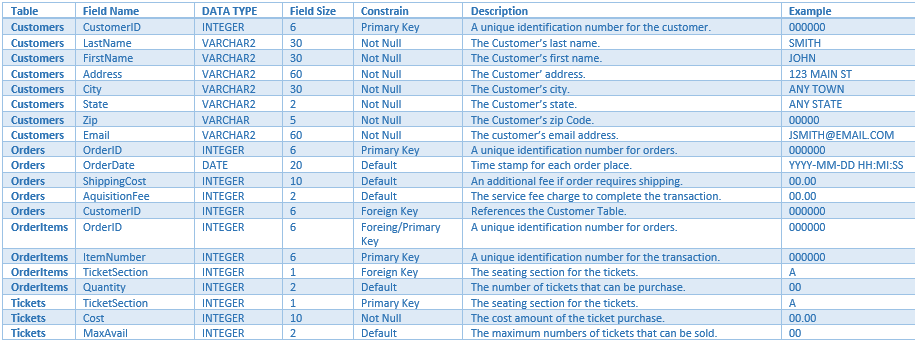 Table Field Name DATA TYPE Field Size Constrain Description Example
Customers CustomerID INTEGER 6 Primary Key A unique identification number for the customer. 000000
Customers LastName VARCHAR2 30 Not Null The Customer's last name. SMITH
Customers FirstName VARCHAR2 30 Not Null The Customer's first name. JOHN
Customers Address VARCHAR2 60 Not Null The Customer' address. 123 MAIN ST
Customers City VARCHAR2 30 Not Null The Customer's city. ANY TOWN
Customers State VARCHAR2 2 Not Null The Customer's state. ANY STATE
Customers Zip VARCHAR 5 Not Null The Customer's zip Code. 00000
Customers Email VARCHAR2 60 Not Null The customer's email address. JSMITH@EMAIL.COM
Orders OrderID INTEGER 6 Primary Key A unique identification number for orders. 000000
Orders OrderDate DATE 20 Default Time stamp for each order place. YYYY-MM-DD HH:MI:SS
Orders ShippingCost INTEGER 10 Default An additional fee if order requires shipping. 00.00
Orders AquisitionFee INTEGER 2 Default The service fee charge to complete the transaction. 00.00
Orders CustomerID INTEGER 6 Foreign Key References the Customer Table. 000000
OrderItems OrderID INTEGER 6 Foreing/Primary A unique identification number for orders. 000000
Key
OrderItems ItemNumber INTEGER 6 Primary Key A unique identification number for the transaction. 000000
OrderItems TicketSection INTEGER 1 Foreign Key The seating section for the tickets. A
OrderItems Quantity INTEGER 2 Default The number of tickets that can be purchase. 00
Tickets TicketSection INTEGER 1 Primary Key The seating section for the tickets. A
Tickets Cost INTEGER 10 Not Null The cost amount of the ticket purchase. 00.00
Tickets MaxAvail INTEGER 2 Default The maximum numbers of tickets that can be sold. 00